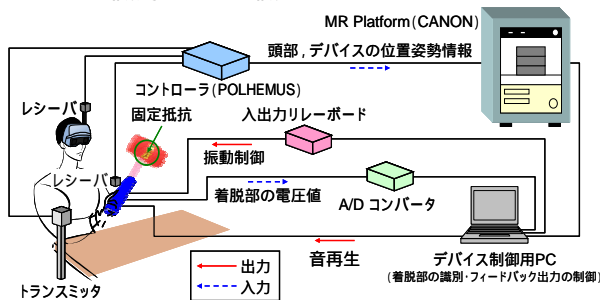 MR Platform(CANON)
頭部,デバイスの位置姿勢情報
コントローラ(POLHEMUS)
レシーバ
固定抵抗
入出力リレーボード
振動制御
レシーバ
着脱部の電圧値
A/D コンバータ
音再生
デバイス制御用PC
(着脱部の識別・フィードバック出力の制御)
トランスミッタ
出力
入力